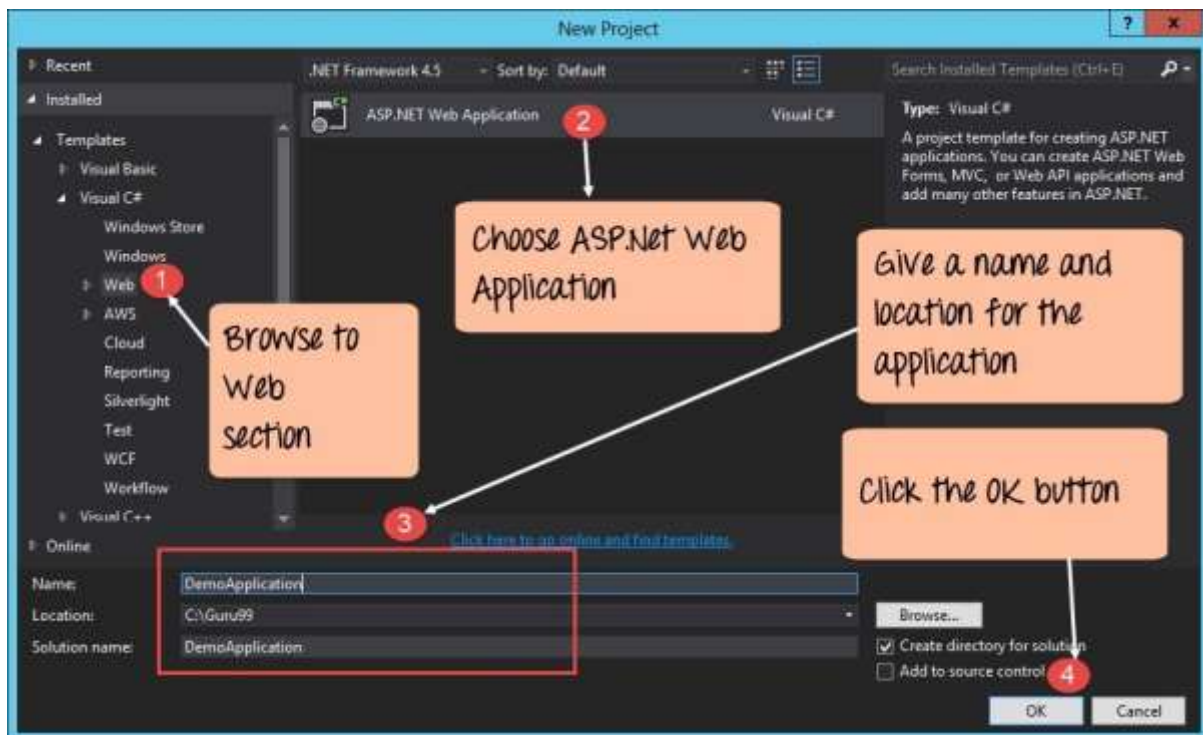 New Project
? x
Recent
.NET Framework 4.5
Sort by: Default
Search Installed Templates (Ctrl+E)
Installed
Templates
Visual Basic
Visual C#
Windows Store
Windows
Web
AWS
Cloud
Reporting
Silverlight
Test
WCF
Workflow
Visual C++
Online
ASP.NET Web Application
Visual C#
Type: Visual C#
A project template for creating ASP.NET
applications. You can create ASP.NET Web
Forms, MVC, or Web API applications and
add many other features in ASP.NET.
1
Browse to
Web
section
2
Choose ASP.Net Web
Application
3
Give a name and
location for the
application
4
Click the OK button
Click here to go online and find templates.
Name:
DemoApplication
Location:
C:\Guru99
Browse...
Solution name:
DemoApplication
Create directory for solution
Add to source control
OK
Cancel